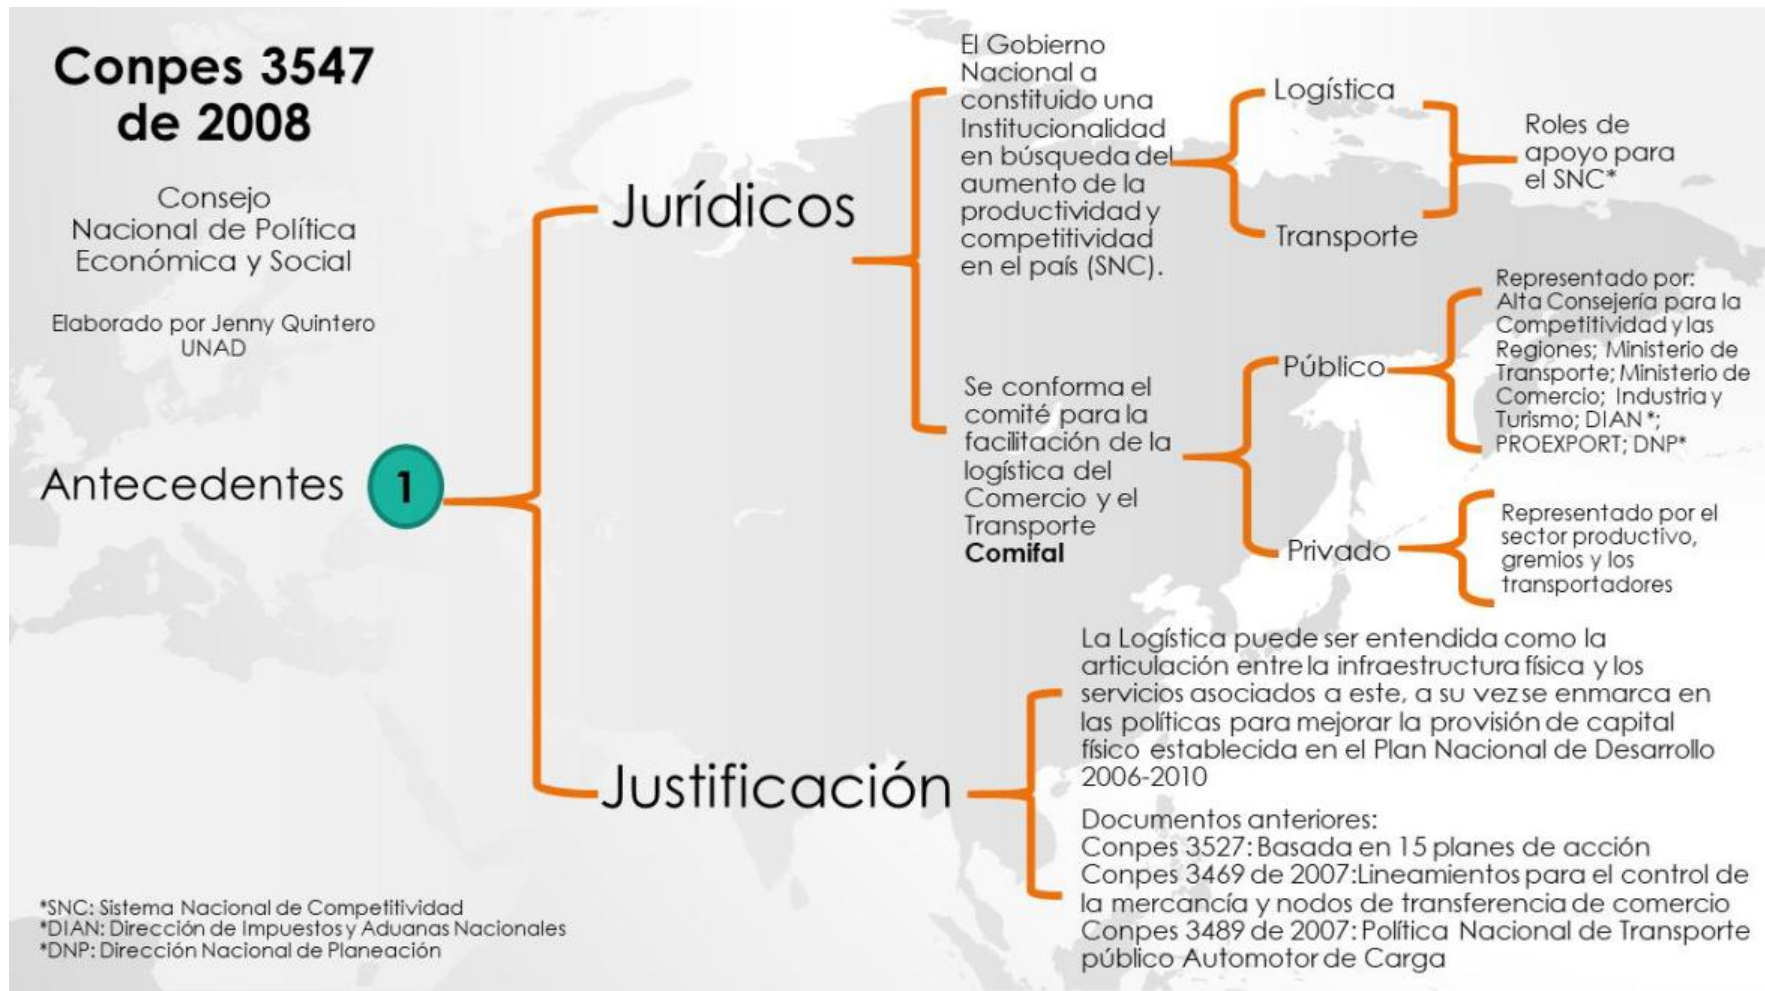 Conpes 3547
de 2008
Consejo
Nacional de Política
Económica y Social
Elaborado por Jenny Quintero
UNAD
Antecedentes
1
Jurídicos
El Gobierno
Nacional a
constituido una
Institucionalidad
en búsqueda del
aumento de la
productividad y
competitividad
en el país (SNC).
Logística
Transporte
Roles de
apoyo para
el SNC*
Se conforma el
comité para la
facilitación de la
logística del
Comercio y el
Transporte
Comifal
Público
Representado por:
Alta Consejería para la
Competitividad y las
Regiones; Ministerio de
Transporte; Ministerio de
Comercio; Industria y
Turismo; DIAN*;
PROEXPORT; DNP*
Privado
Representado por el
sector productivo,
gremios y los
transportadores
Justificación
La Logística puede ser entendida como la
articulación entre la infraestructura física y los
servicios asociados a este, a su vez se enmarca en
las políticas para mejorar la provisión de capital
físico establecida en el Plan Nacional de Desarrollo
2006-2010
Documentos anteriores:
Conpes 3527: Basada en 15 planes de acción
Conpes 3469 de 2007:Lineamientos para el control de
la mercancía y nodos de transferencia de comercio
Conpes 3489 de 2007: Política Nacional de Transporte
público Automotor de Carga
*SNC: Sistema Nacional de Competitividad
*DIAN: Dirección de Impuestos y Aduanas Nacionales
*DNP: Dirección Nacional de Planeación